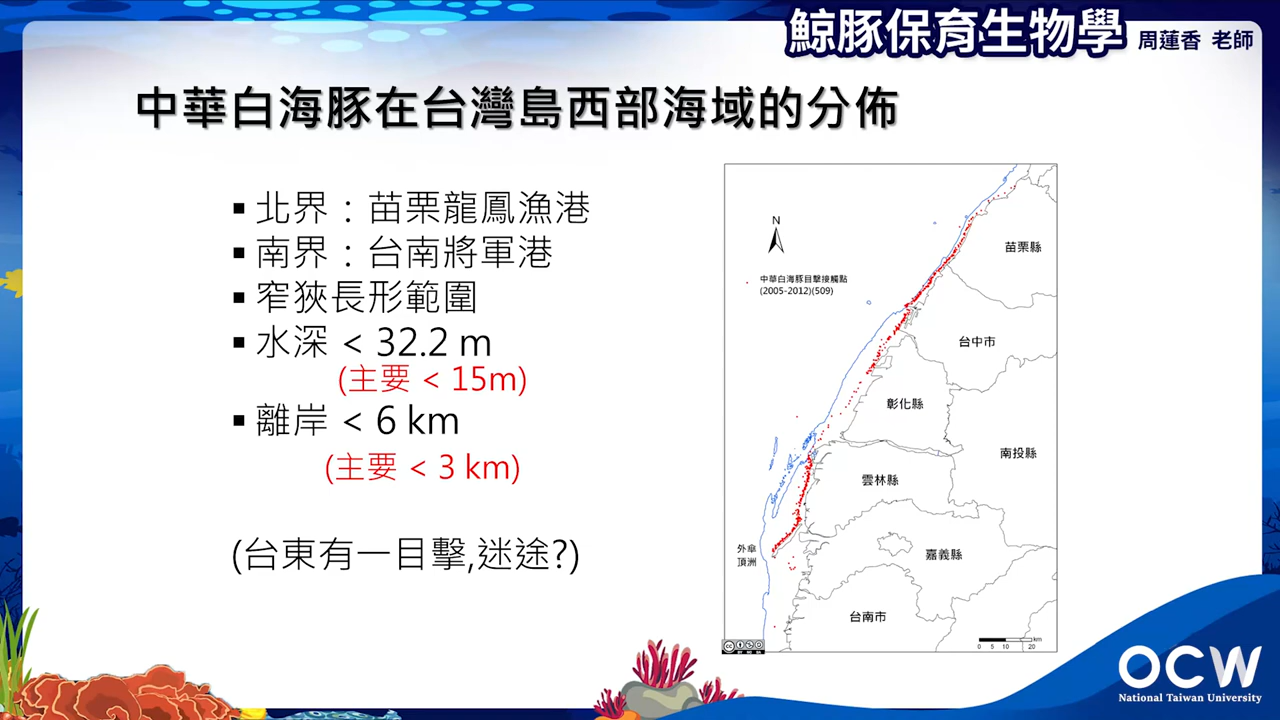 鯨豚保育生物學 周蓮香 老師
中華白海豚在台灣島西部海域的分佈
▪ 北界：苗栗龍鳳漁港
▪ 南界：台南將軍港
▪ 窄狹長形範圍
▪ 水深 < 32.2 m
(主要 < 15m)
▪ 離岸 < 6 km
(主要 < 3 km)
(台東有一目擊,迷途?)
N
中華白海豚目擊接觸點
(2005-2012)(509)
苗栗縣
台中市
彰化縣
南投縣
雲林縣
外傘
頂洲
嘉義縣
台南市
km
0 5 10 20
OCW
National Taiwan University